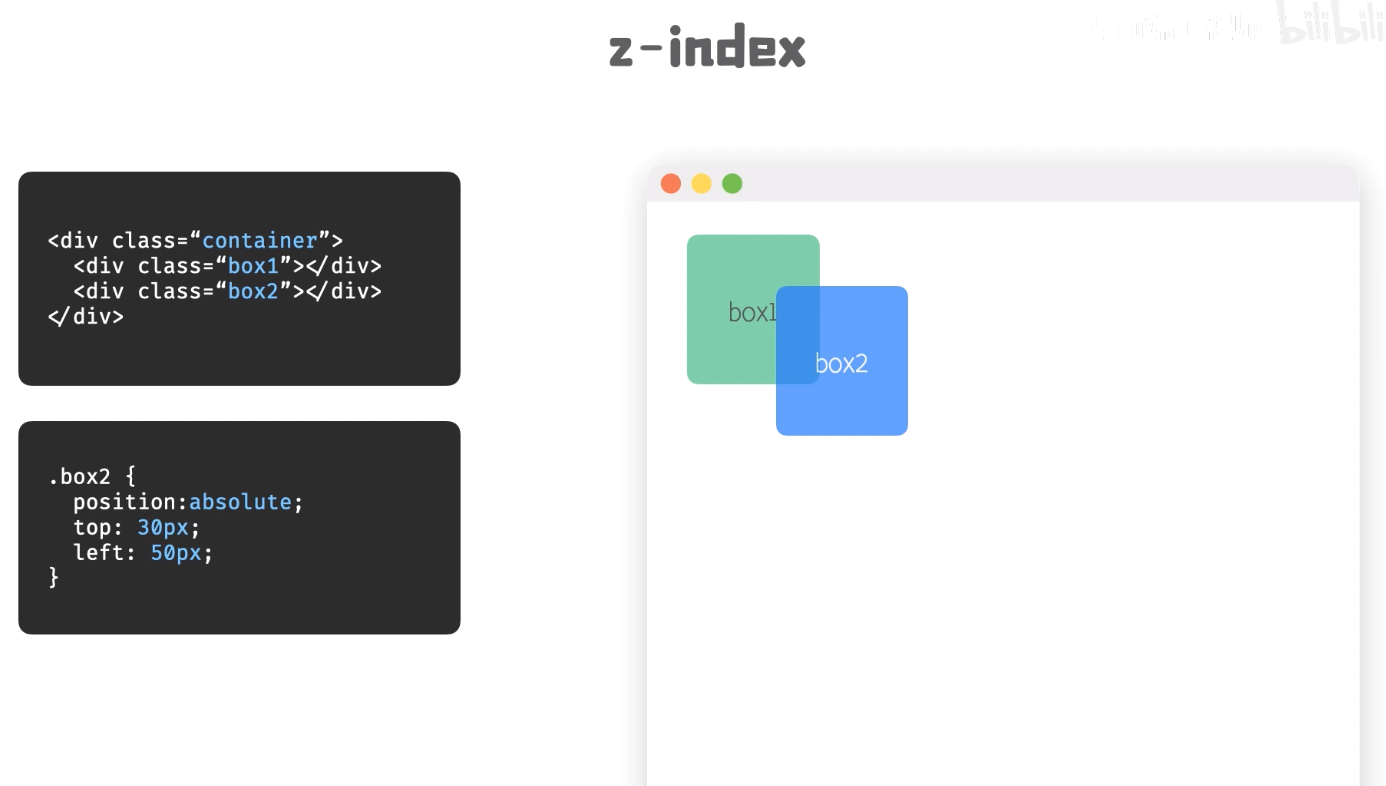 bilibili
z-index
<div class=“container”>
  <div class=“box1”></div>
  <div class=“box2”></div>
</div>
.box2 {
  position:absolute;
  top: 30px;
  left: 50px;
}
box1
box2